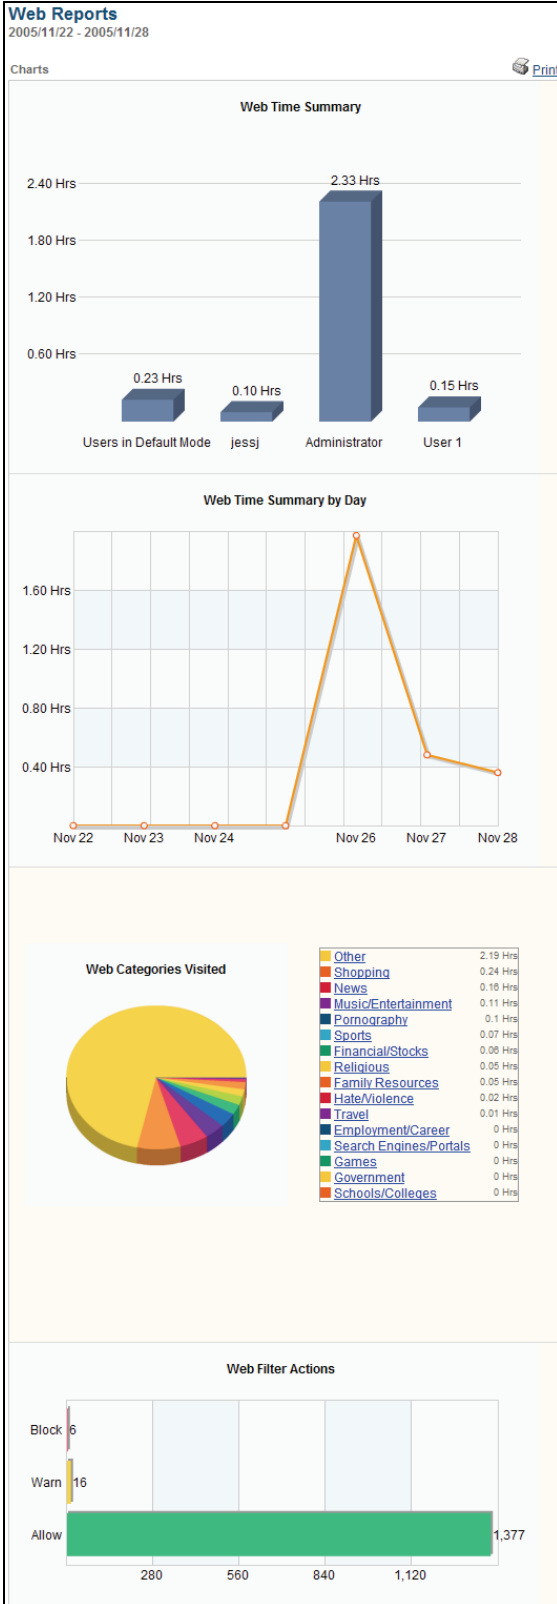 Web Reports
2005/11/22 - 2005/11/28
Charts
Print
Web Time Summary
2.40 Hrs
1.80 Hrs
1.20 Hrs
0.60 Hrs
0.23 Hrs
0.10 Hrs
2.33 Hrs
0.15 Hrs
Users in Default Mode jessj Administrator User 1
Web Time Summary by Day
1.60 Hrs
1.20 Hrs
0.80 Hrs
0.40 Hrs
Nov 22 Nov 23 Nov 24 Nov 26 Nov 27 Nov 28
Web Categories Visited
Other 2.19 Hrs
Shopping 0.24 Hrs
News 0.16 Hrs
Music/Entertainment 0.11 Hrs
Pornography 0.1 Hrs
Sports 0.07 Hrs
Financial/Stocks 0.06 Hrs
Religious 0.05 Hrs
Family Resources 0.05 Hrs
Hate/Violence 0.02 Hrs
Travel 0.01 Hrs
Employment/Career 0 Hrs
Search Engines/Portals 0 Hrs
Games 0 Hrs
Government 0 Hrs
Schools/Colleges 0 Hrs
Web Filter Actions
Block 6
Warn 16
Allow 1,377
280 560 840 1,120